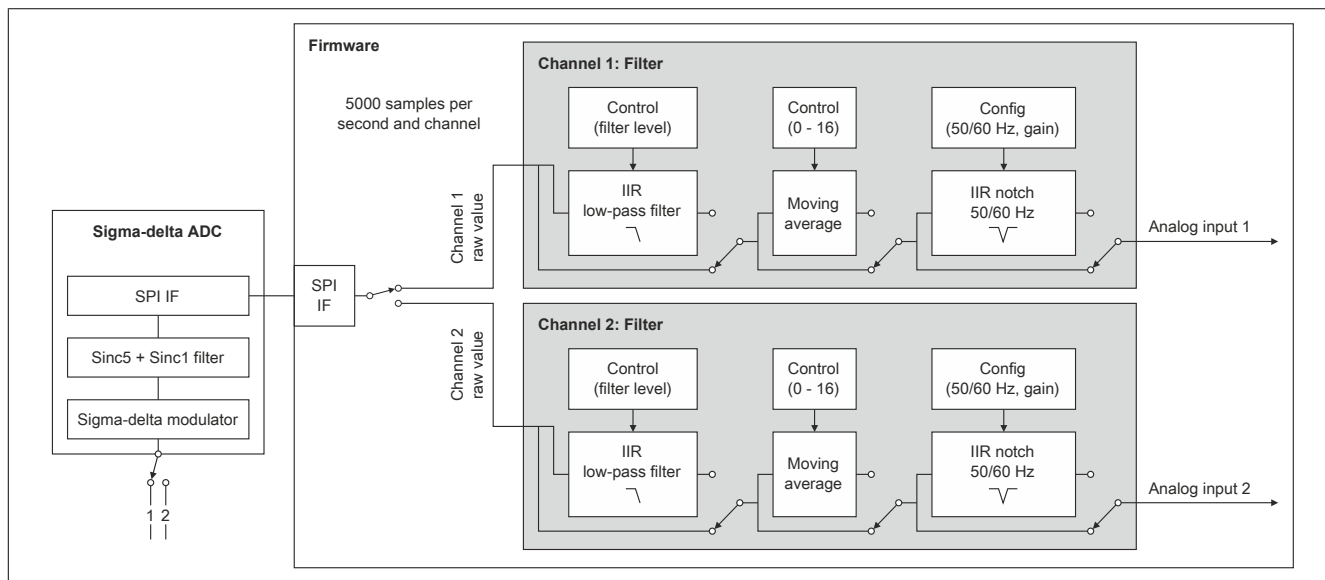 Firmware
Channel 1: Filter
5000 samples per
second and channel
Control
(filter level)
Control
(0 - 16)
Config
(50/60 Hz, gain)
Channel 1
raw value
IIR
low-pass filter
Moving
average
IIR notch
50/60 Hz
Analog input 1
Sigma-delta ADC
SPI IF
Sinc5 + Sinc1 filter
Sigma-delta modulator
1 2
SPI
IF
Channel 2: Filter
Channel 2
raw value
Control
(filter level)
Control
(0 - 16)
Config
(50/60 Hz, gain)
IIR
low-pass filter
Moving
average
IIR notch
50/60 Hz
Analog input 2